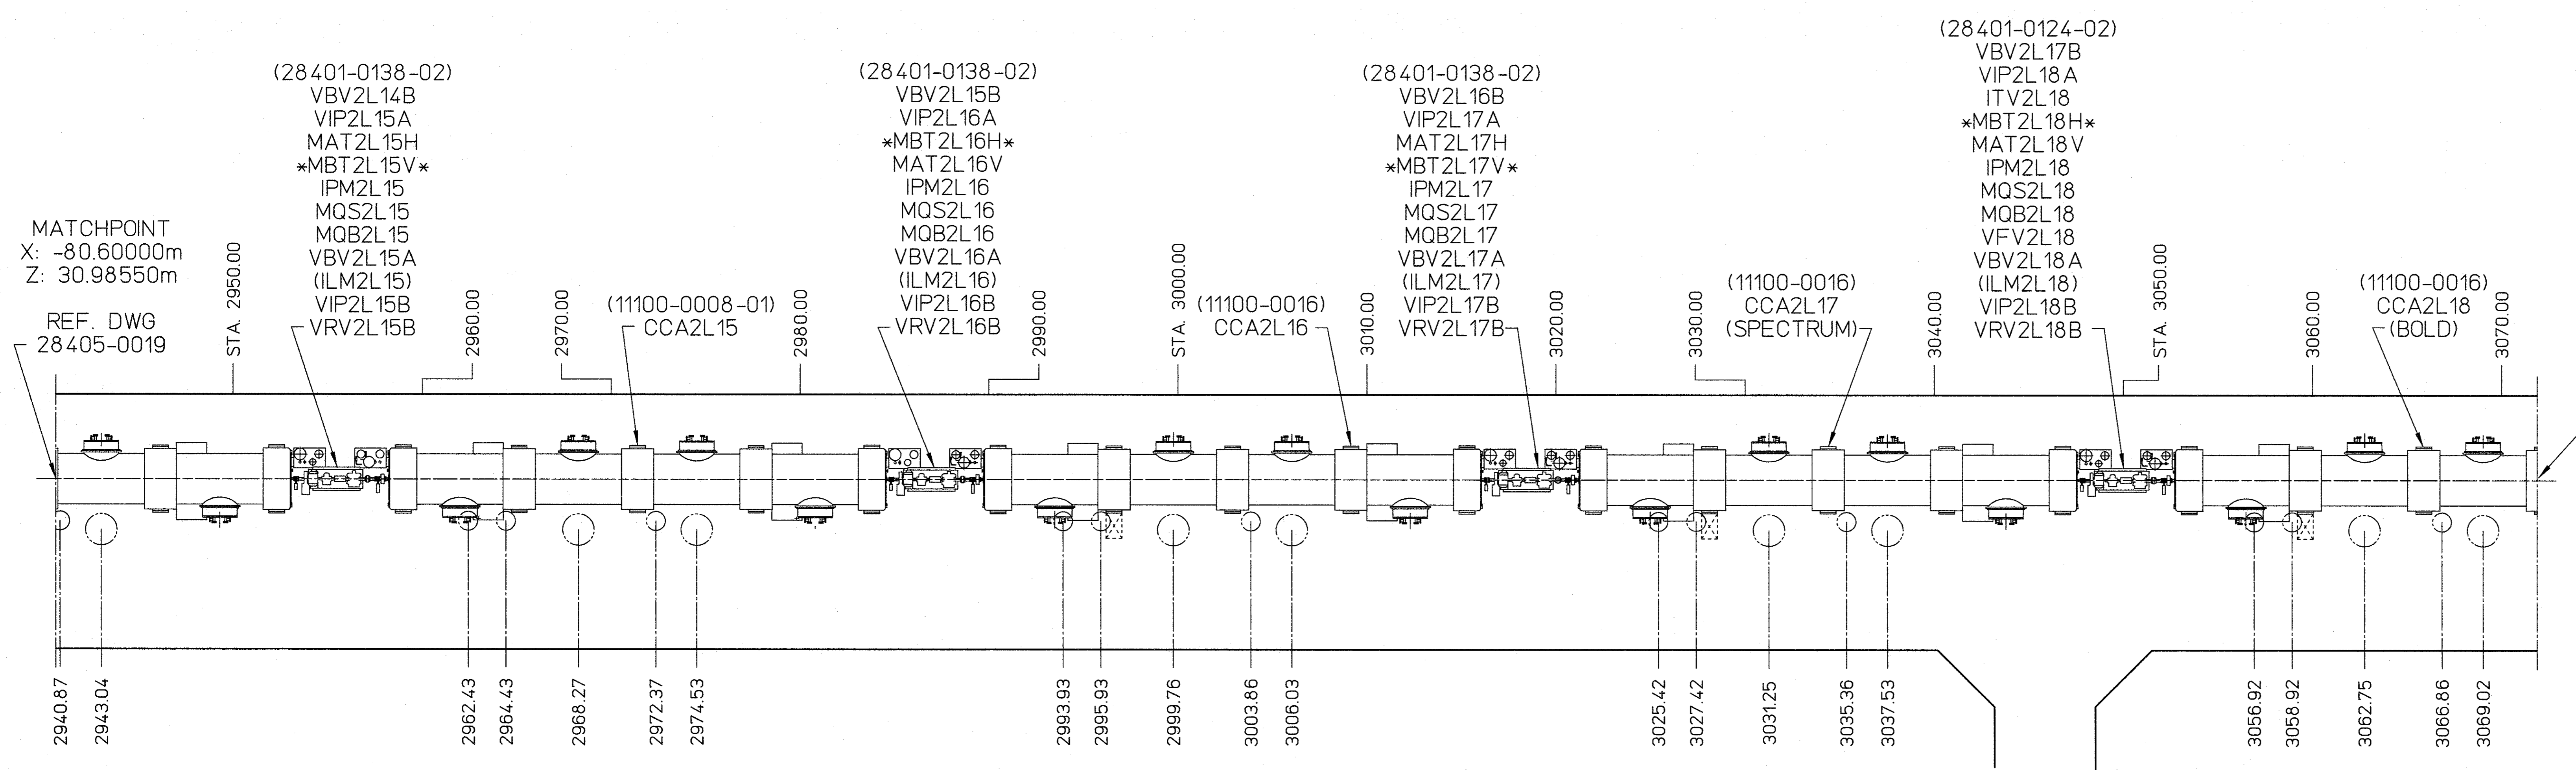 MATCHPOINT
X: -80.60000m
Z: 30.98550m
REF. DWG
28405-0019
STA. 2950.00
(28401-0138-02)
VBV2L14B
VIP2L15A
MAT2L15H
*MBT2L15V*
IPM2L15
MQS2L15
MQB2L15
VBV2L15A
(ILM2L15)
VIP2L15B
VRV2L15B
2960.00
2970.00
(11100-0008-01)
CCA2L15
2980.00
(28401-0138-02)
VBV2L15B
VIP2L16A
*MBT2L16H*
MAT2L16V
IPM2L16
MQS2L16
MQB2L16
VBV2L16A
(ILM2L16)
VIP2L16B
VRV2L16B
2990.00
STA. 3000.00
(11100-0016)
CCA2L16
3010.00
(28401-0138-02)
VBV2L16B
VIP2L17A
MAT2L17H
*MBT2L17V*
IPM2L17
MQS2L17
MQB2L17
VBV2L17A
(ILM2L17)
VIP2L17B
VRV2L17B
3020.00
3030.00
(11100-0016)
CCA2L17
(SPECTRUM)
3040.00
(28401-0124-02)
VBV2L17B
VIP2L18A
ITV2L18
*MBT2L18H*
MAT2L18V
IPM2L18
MQS2L18
MQB2L18
VFV2L18
VBV2L18A
(ILM2L18)
VIP2L18B
VRV2L18B
STA. 3050.00
3060.00
(11100-0016)
CCA2L18
(BOLD)
3070.00
2940.87
2943.04
2962.43
2964.43
2968.27
2972.37
2974.53
2993.93
2995.93
2999.76
3003.86
3006.03
3025.42
3027.42
3031.25
3035.36
3037.53
3056.92
3058.92
3062.75
3066.86
3069.02